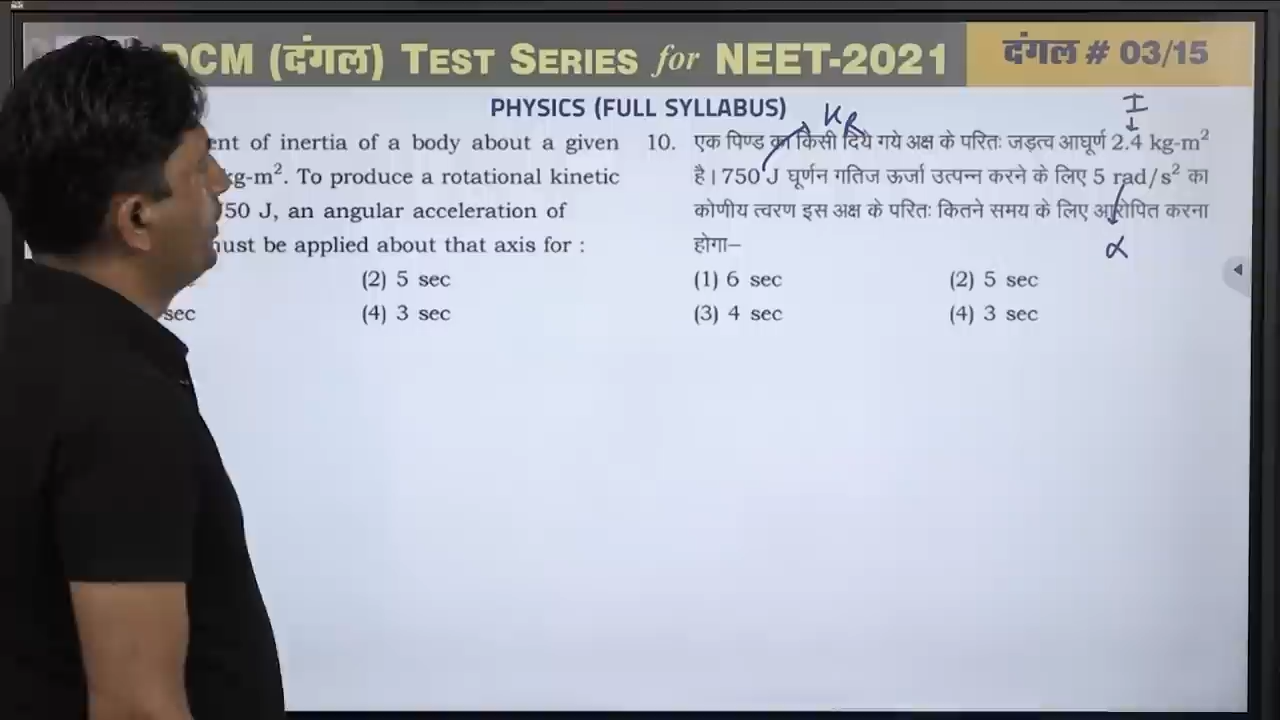 DCM (दंगल) TEST SERIES for NEET-2021
दंगल # 03/15
PHYSICS (FULL SYLLABUS)
of inertia of a body about a given
kg-m². To produce a rotational kinetic
50 J, an angular acceleration of
must be applied about that axis for :
(2) 5 sec
sec (4) 3 sec
10. एक पिण्ड का किसी दिये गये अक्ष के परितः जड़त्व आघूर्ण 2.4 kg-m²
है। 750 J घूर्णन गतिज ऊर्जा उत्पन्न करने के लिए 5 rad/s² का
कोणीय त्वरण इस अक्ष के परितः कितने समय के लिए आरोपित करना
होगा–
(1) 6 sec (2) 5 sec
(3) 4 sec (4) 3 sec
KR
I
α